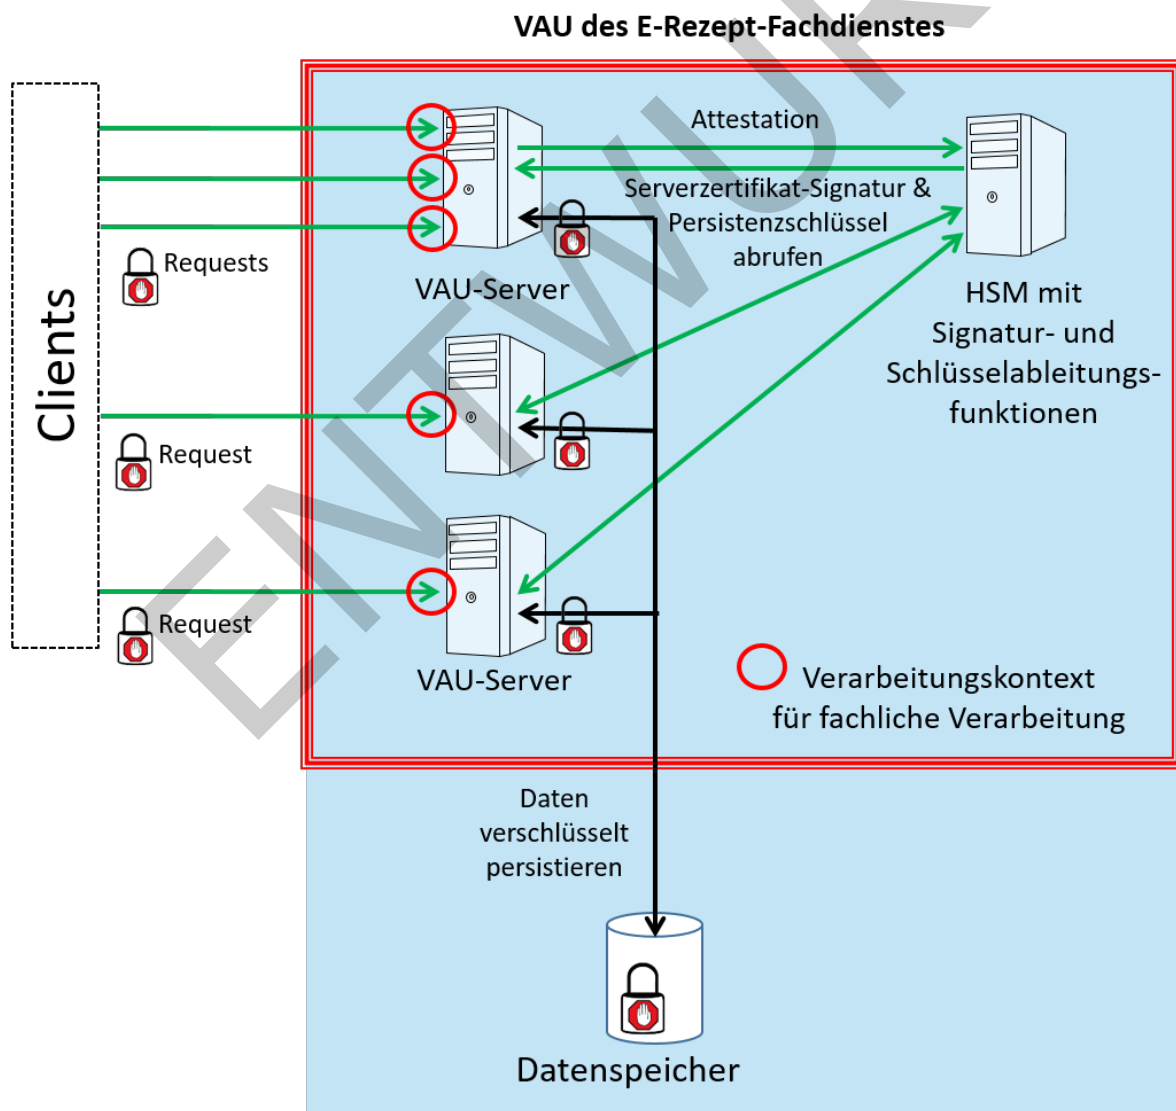 VAU des E-Rezept-Fachdienstes
Attestation
Serverzertifikat-Signatur &
Persistenzschlüssel
abrufen
Requests
VAU-Server
HSM mit
Signatur- und
Schlüsselableitungs-
funktionen
Clients
Request
Request
VAU-Server
Verarbeitungskontext
für fachliche Verarbeitung
Daten
verschlüsselt
persistieren
Datenspeicher